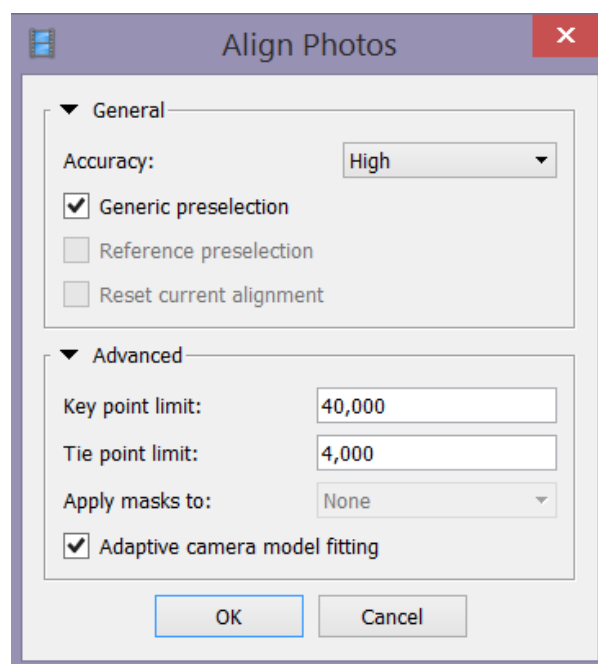 Align Photos
General
Accuracy: High
Generic preselection
Reference preselection
Reset current alignment
Advanced
Key point limit: 40,000
Tie point limit: 4,000
Apply masks to: None
Adaptive camera model fitting
OK Cancel